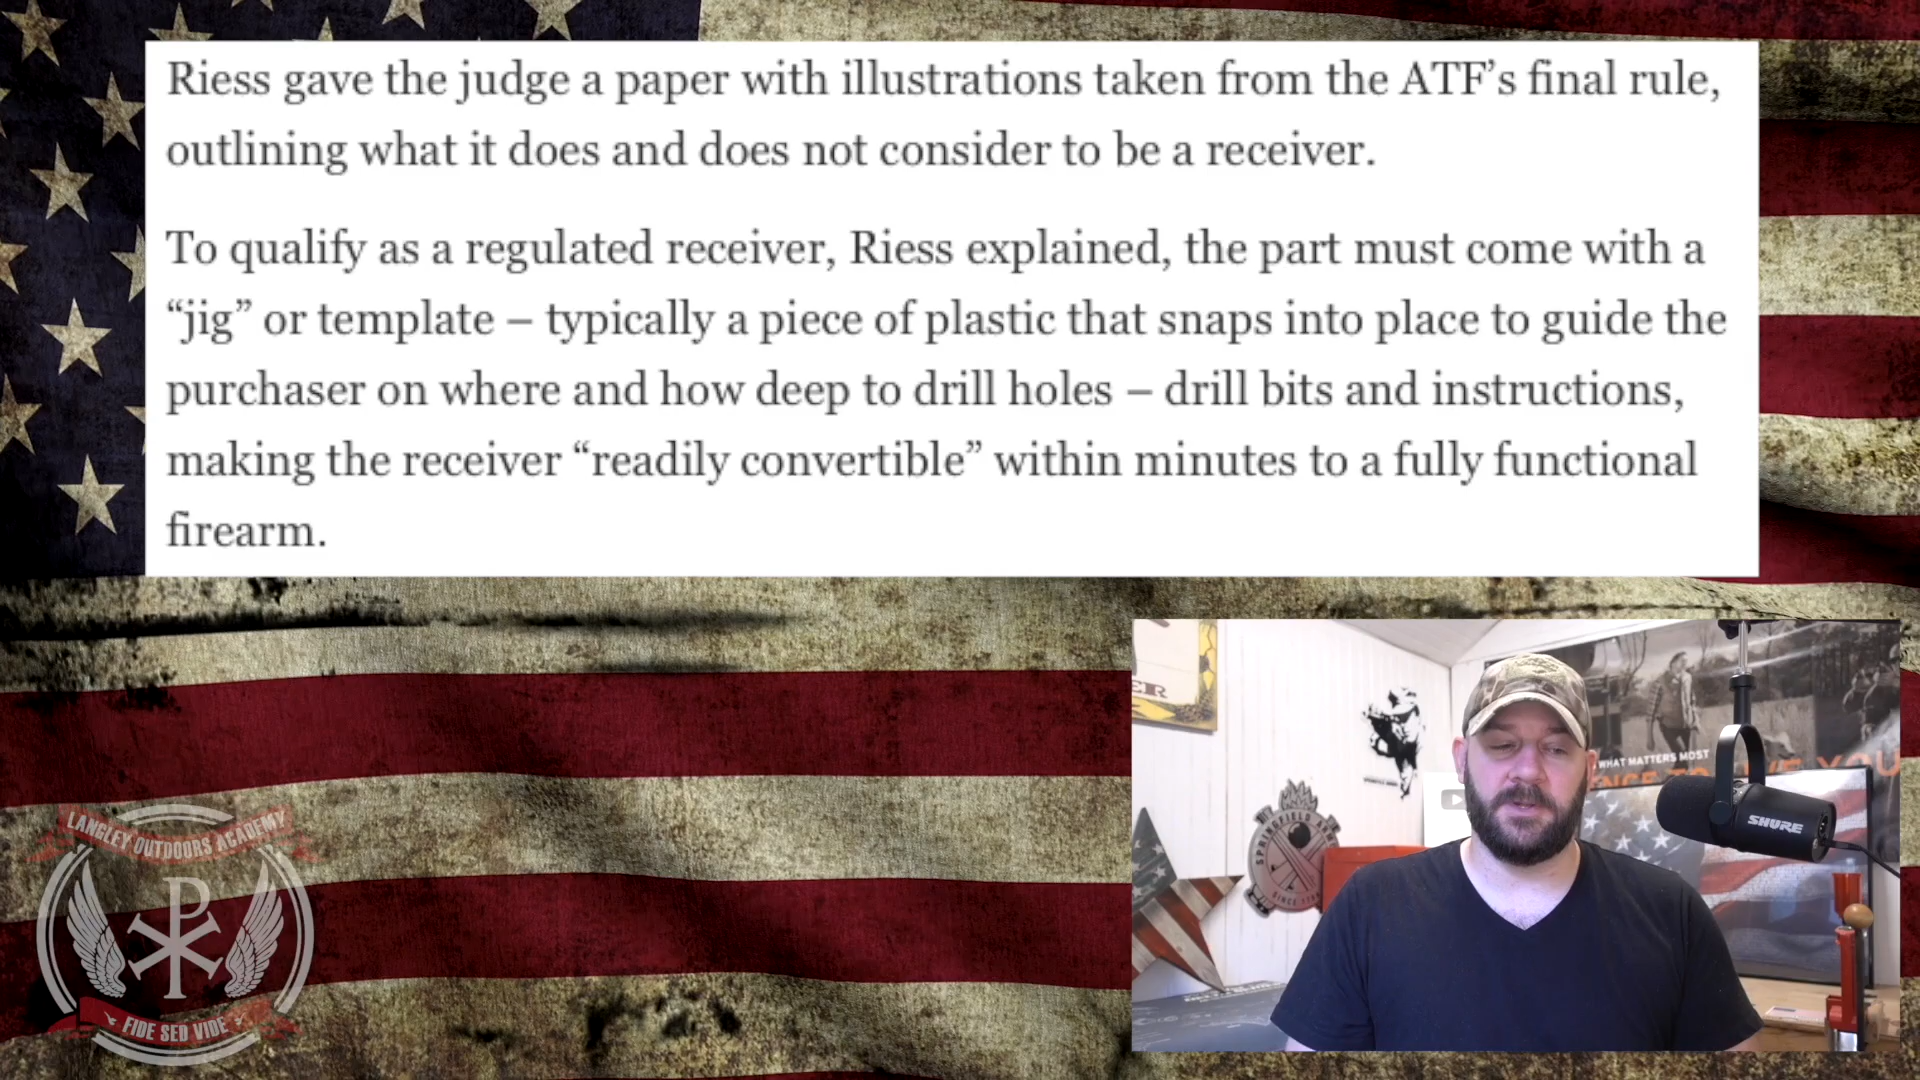 Riess gave the judge a paper with illustrations taken from the ATF’s final rule,
outlining what it does and does not consider to be a receiver.
To qualify as a regulated receiver, Riess explained, the part must come with a
“jig” or template – typically a piece of plastic that snaps into place to guide the
purchaser on where and how deep to drill holes – drill bits and instructions,
making the receiver “readily convertible” within minutes to a fully functional
firearm.
WHAT MATTERS MOST
SPRINGFIELD
SINCE
SHURE
LANGLEY OUTDOORS ACADEMY
FIDE SED VIDE